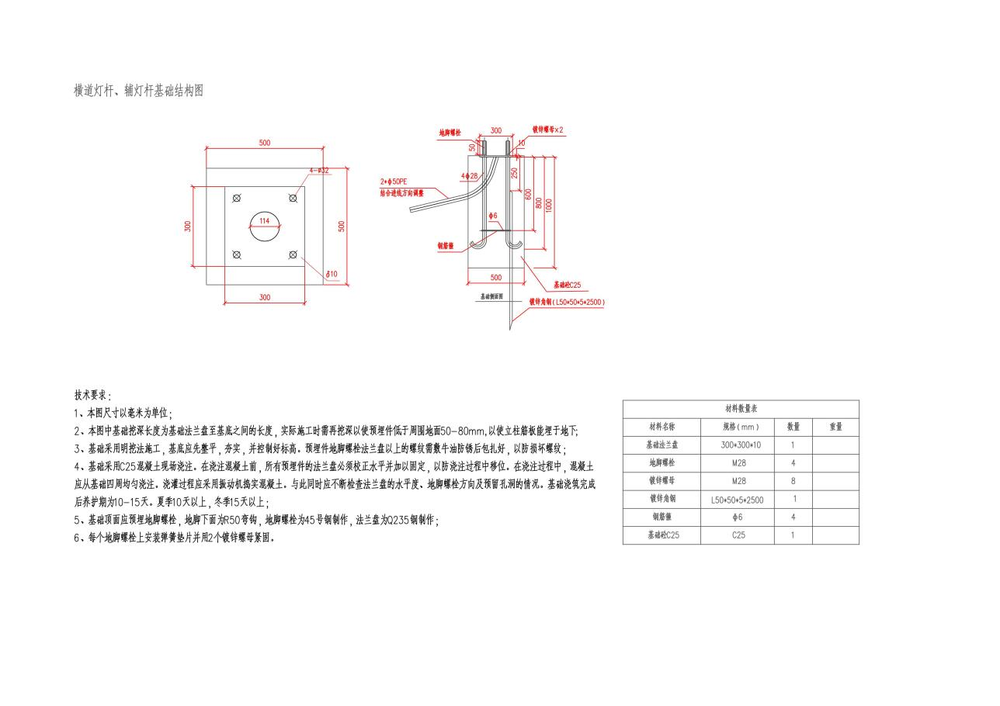 横道灯杆、辅灯杆基础结构图
500
4-ø32
300
114
500
δ10
300
地脚螺栓
300
镀锌螺母×2
10
50
4ф28
250
2*ф50PE
结合进线方向调整
600
800
1000
ф6
钢筋箍
500
基础砼C25
基础侧面图
镀锌角钢(L50*50*5*2500)
技术要求:
1、本图尺寸以毫米为单位;
2、本图中基础挖深长度为基础法兰盘至基底之间的长度,实际施工时需再挖深以使预埋件低于周围地面50-80mm,以使立柱筋板能埋于地下;
3、基础采用明挖法施工,基底应先整平,夯实,并控制好标高。预埋件地脚螺栓法兰盘以上的螺纹需敷牛油防锈后包扎好,以防损坏螺纹;
4、基础采用C25混凝土现场浇注。在浇注混凝土前,所有预埋件的法兰盘必须校正水平并加以固定,以防浇注过程中移位。在浇注过程中,混凝土
应从基础四周均匀浇注。浇灌过程应采用振动机捣实混凝土。与此同时应不断检查法兰盘的水平度、地脚螺栓方向及预留孔洞的情况。基础浇筑完成
后养护期为10-15天。夏季10天以上,冬季15天以上;
5、基础顶面应预埋地脚螺栓,地脚下面为R50弯钩,地脚螺栓为45号钢制作,法兰盘为Q235钢制作;
6、每个地脚螺栓上安装弹簧垫片并用2个镀锌螺母紧固。
材料数量表
材料名称 规格(mm) 数量 重量
基础法兰盘 300*300*10 1
地脚螺栓 M28 4
镀锌螺母 M28 8
镀锌角钢 L50*50*5*2500 1
钢筋箍 ф6 4
基础砼C25 C25 1